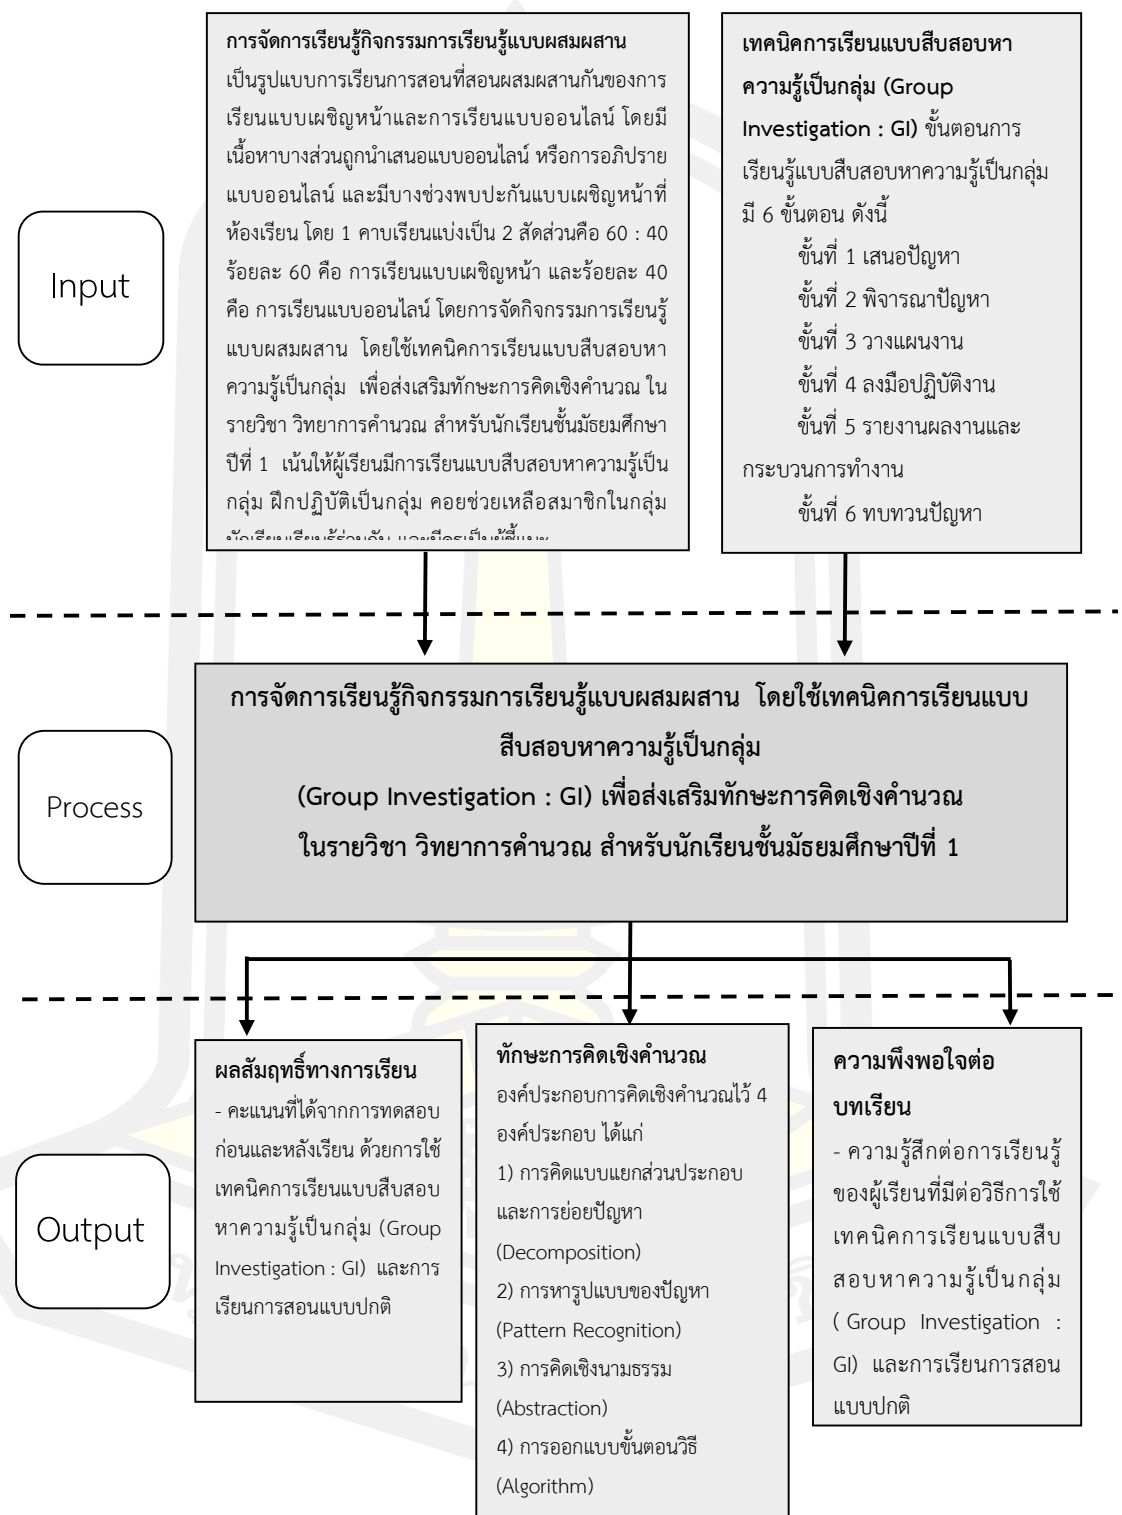 Input
การจัดการเรียนรู้กิจกรรมการเรียนรู้แบบผสมผสาน
เป็นรูปแบบการเรียนการสอนที่สอนผสมผสานกันของการ
เรียนแบบเผชิญหน้าและการเรียนแบบออนไลน์ โดยมี
เนื้อหาบางส่วนถูกนำเสนอแบบออนไลน์ หรือการอภิปราย
แบบออนไลน์ และมีบางช่วงพบปะกันแบบเผชิญหน้าที่
ห้องเรียน โดย 1 คาบเรียนแบ่งเป็น 2 สัดส่วนคือ 60 : 40
ร้อยละ 60 คือ การเรียนแบบเผชิญหน้า และร้อยละ 40
คือ การเรียนแบบออนไลน์ โดยการจัดกิจกรรมการเรียนรู้
แบบผสมผสาน โดยใช้เทคนิคการเรียนแบบสืบสอบหา
ความรู้เป็นกลุ่ม เพื่อส่งเสริมทักษะการคิดเชิงคำนวณ ใน
รายวิชา วิทยาการคำนวณ สำหรับนักเรียนชั้นมัธยมศึกษา
ปีที่ 1 เน้นให้ผู้เรียนมีการเรียนแบบสืบสอบหาความรู้เป็น
กลุ่ม ฝึกปฏิบัติเป็นกลุ่ม คอยช่วยเหลือสมาชิกในกลุ่ม
เทคนิคการเรียนแบบสืบสอบหา
ความรู้เป็นกลุ่ม (Group
Investigation : GI) ขั้นตอนการ
เรียนรู้แบบสืบสอบหาความรู้เป็นกลุ่ม
มี 6 ขั้นตอน ดังนี้
ขั้นที่ 1 เสนอปัญหา
ขั้นที่ 2 พิจารณาปัญหา
ขั้นที่ 3 วางแผนงาน
ขั้นที่ 4 ลงมือปฏิบัติงาน
ขั้นที่ 5 รายงานผลงานและ
กระบวนการทำงาน
ขั้นที่ 6 ทบทวนปัญหา
Process
การจัดการเรียนรู้กิจกรรมการเรียนรู้แบบผสมผสาน โดยใช้เทคนิคการเรียนแบบ
สืบสอบหาความรู้เป็นกลุ่ม
(Group Investigation : GI) เพื่อส่งเสริมทักษะการคิดเชิงคำนวณ
ในรายวิชา วิทยาการคำนวณ สำหรับนักเรียนชั้นมัธยมศึกษาปีที่ 1
Output
ผลสัมฤทธิ์ทางการเรียน
- คะแนนที่ได้จากการทดสอบ
ก่อนและหลังเรียน ด้วยการใช้
เทคนิคการเรียนแบบสืบสอบ
หาความรู้เป็นกลุ่ม (Group
Investigation : GI) และการ
เรียนการสอนแบบปกติ
ทักษะการคิดเชิงคำนวณ
องค์ประกอบการคิดเชิงคำนวณไว้ 4
องค์ประกอบ ได้แก่
1) การคิดแบบแยกส่วนประกอบ
และการย่อยปัญหา
(Decomposition)
2) การหารูปแบบของปัญหา
(Pattern Recognition)
3) การคิดเชิงนามธรรม
(Abstraction)
4) การออกแบบขั้นตอนวิธี
(Algorithm)
ความพึงพอใจต่อ
บทเรียน
- ความรู้สึกต่อการเรียนรู้
ของผู้เรียนที่มีต่อวิธีการใช้
เทคนิคการเรียนแบบสืบ
สอบหาความรู้เป็นกลุ่ม
( Group Investigation :
GI) และการเรียนการสอน
แบบปกติ